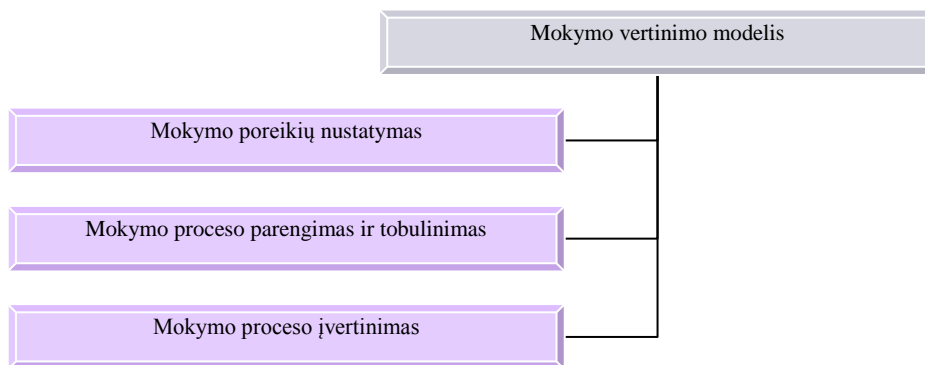 Mokymo vertinimo modelis
Mokymo poreikių nustatymas
Mokymo proceso parengimas ir tobulinimas
Mokymo proceso įvertinimas